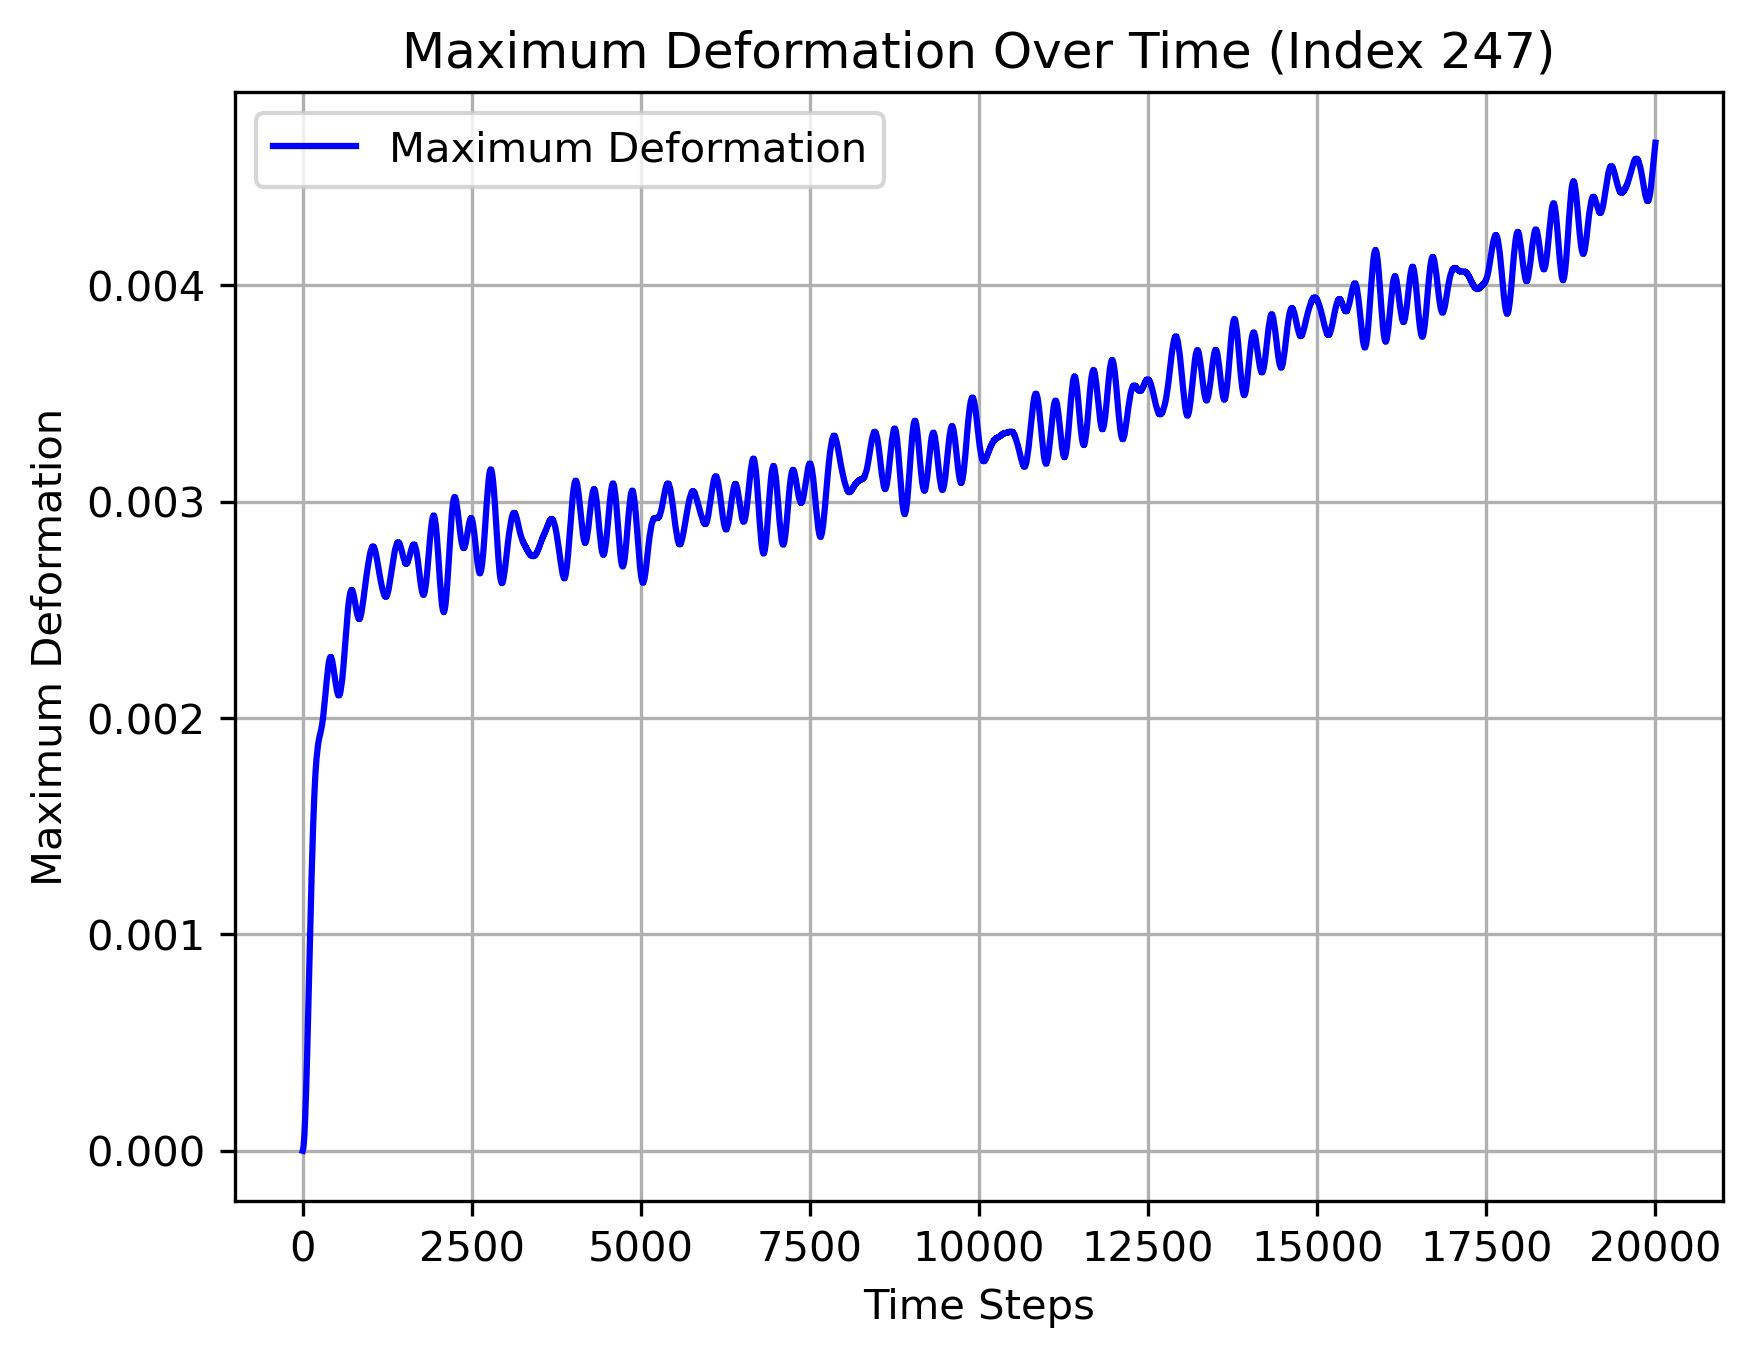 Maximum Deformation Over Time (Index 247)
Maximum Deformation
Maximum Deformation
0.004
0.003
0.002
0.001
0.000
0 2500 5000 7500 10000 12500 15000 17500 20000
Time Steps